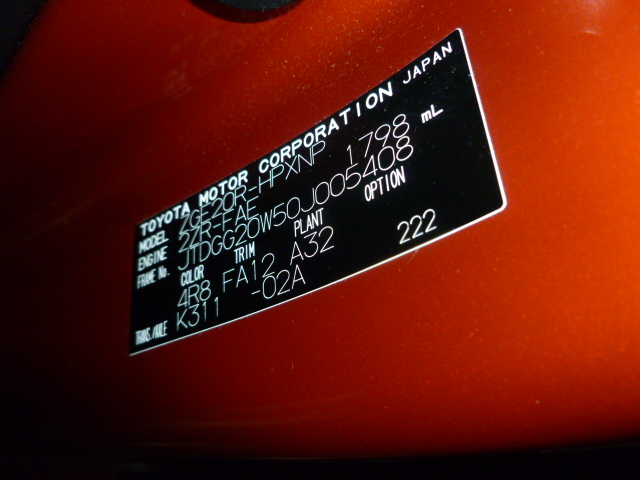 TOYOTA MOTOR CORPORATION JAPAN
MODEL ZGE20R-HPXNP
ENGINE 2ZR-FAE 1798 mL
FRAME No. JTDGG20W50J005408
COLOR TRIM PLANT OPTION
4R8 FA12 A32 222
TRANS./AXLE K311 -02A